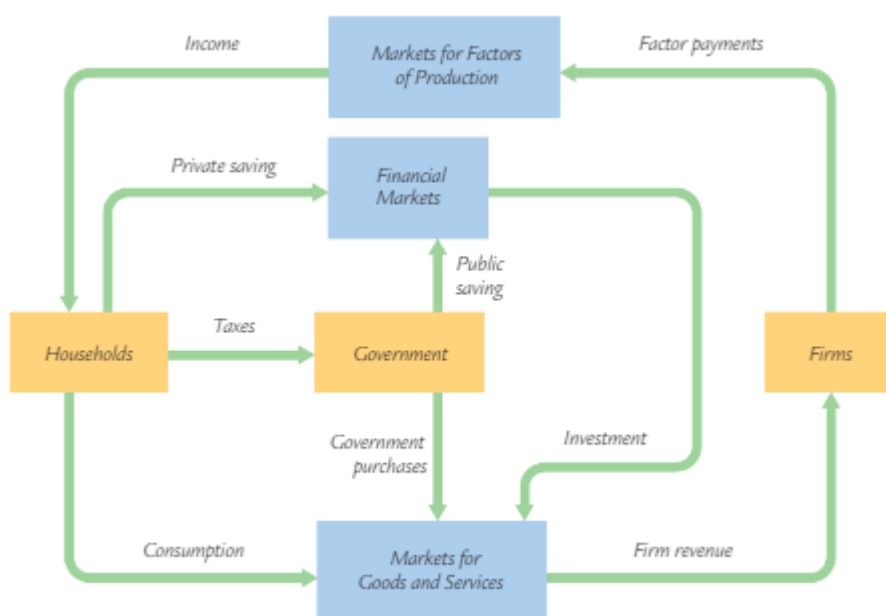 Income
Markets for Factors
of Production
Factor payments
Private saving
Financial
Markets
Public
saving
Taxes
Households
Government
Firms
Government
purchases
Investment
Consumption
Markets for
Goods and Services
Firm revenue